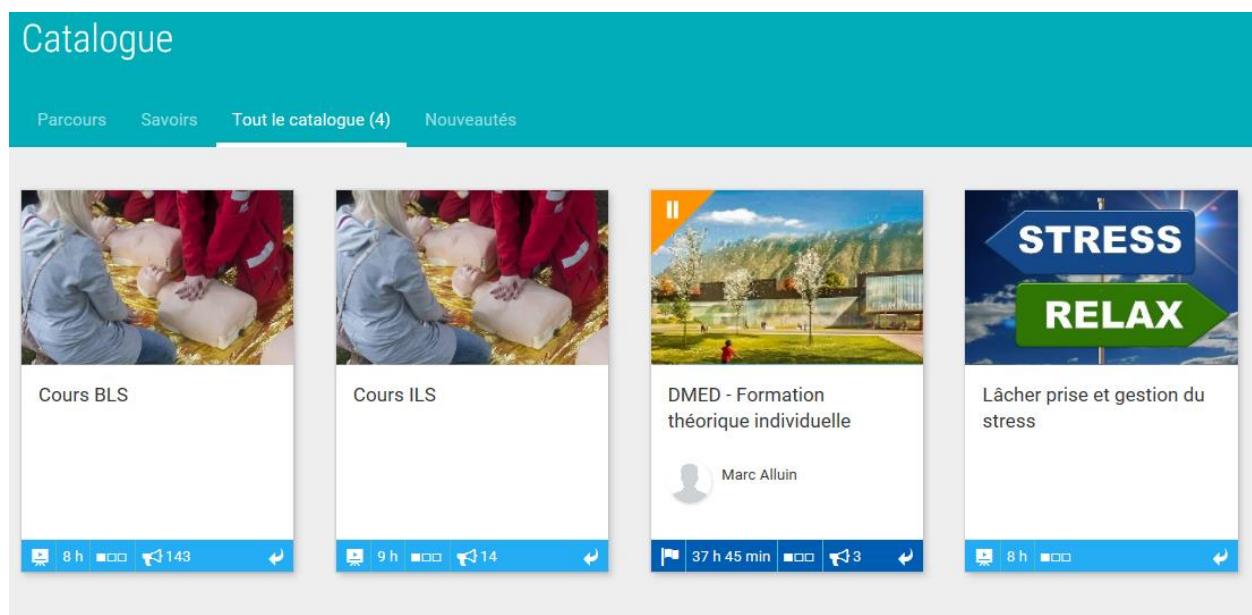 Catalogue
Parcours Savoirs Tout le catalogue (4) Nouveautés
STRESS
RELAX
Cours BLS
Cours ILS
DMED - Formation
théorique individuelle
Marc Alluin
Lâcher prise et gestion du
stress
8 h 143
9 h 14
37 h 45 min 3
8 h